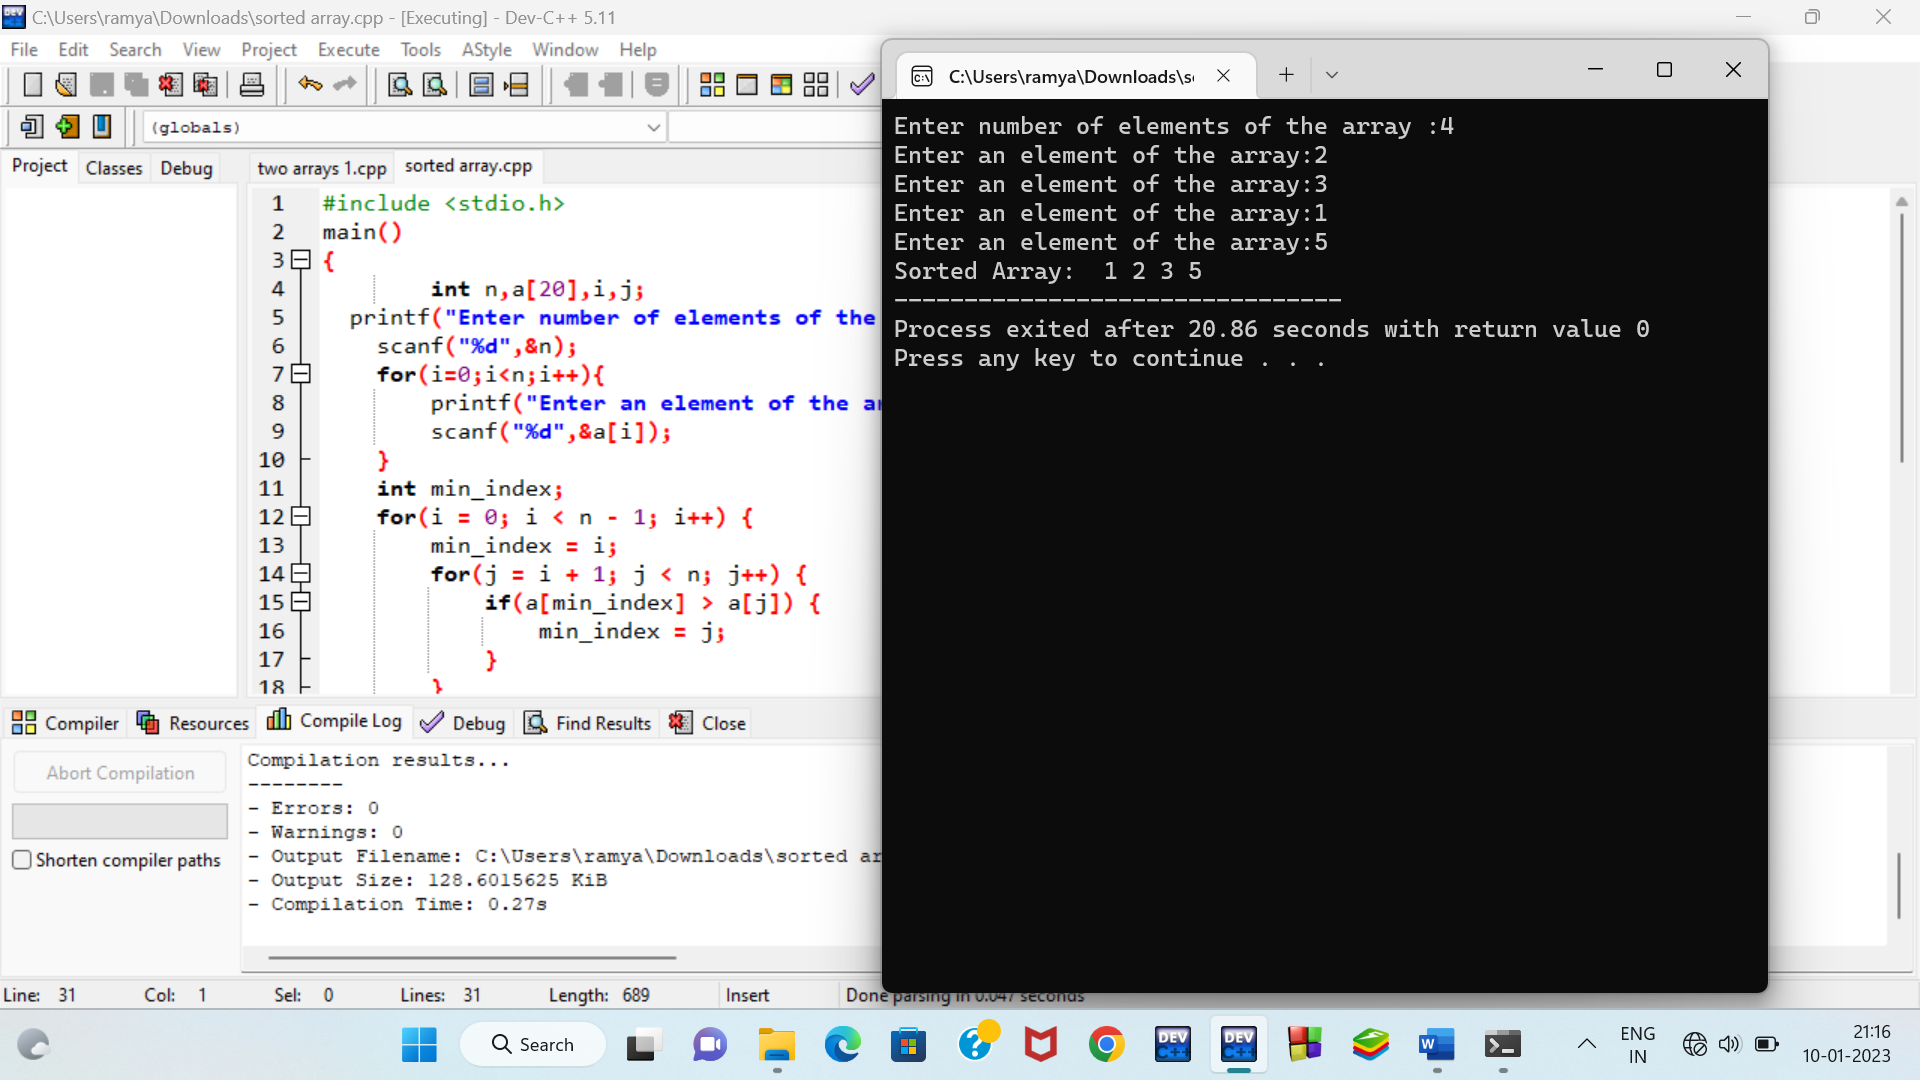 C:\Users\ramya\Downloads\sorted array.cpp - [Executing] - Dev-C++ 5.11
File Edit Search View Project Execute Tools AStyle Window Help
(globals)
Project Classes Debug
two arrays 1.cpp sorted array.cpp
1 #include <stdio.h>
2 main()
3 {
4 int n,a[20],i,j;
5 printf("Enter number of elements of the
6 scanf("%d",&n);
7 for(i=0;i<n;i++){
8 printf("Enter an element of the ar
9 scanf("%d",&a[i]);
10 }
11 int min_index;
12 for(i = 0; i < n - 1; i++) {
13 min_index = i;
14 for(j = i + 1; j < n; j++) {
15 if(a[min_index] > a[j]) {
16 min_index = j;
17 }
18 }
C:\Users\ramya\Downloads\s
Enter number of elements of the array :4
Enter an element of the array:2
Enter an element of the array:3
Enter an element of the array:1
Enter an element of the array:5
Sorted Array:  1 2 3 5
--------------------------------
Process exited after 20.86 seconds with return value 0
Press any key to continue . . .
Compiler Resources Compile Log Debug Find Results Close
Abort Compilation
Shorten compiler paths
Compilation results...
--------
- Errors: 0
- Warnings: 0
- Output Filename: C:\Users\ramya\Downloads\sorted ar
- Output Size: 128.6015625 KiB
- Compilation Time: 0.27s
Line: 31 Col: 1 Sel: 0 Lines: 31 Length: 689 Insert Done parsing in 0.047 seconds
Search
DEV C++
DEV C++
W
ENG
IN
21:16
10-01-2023